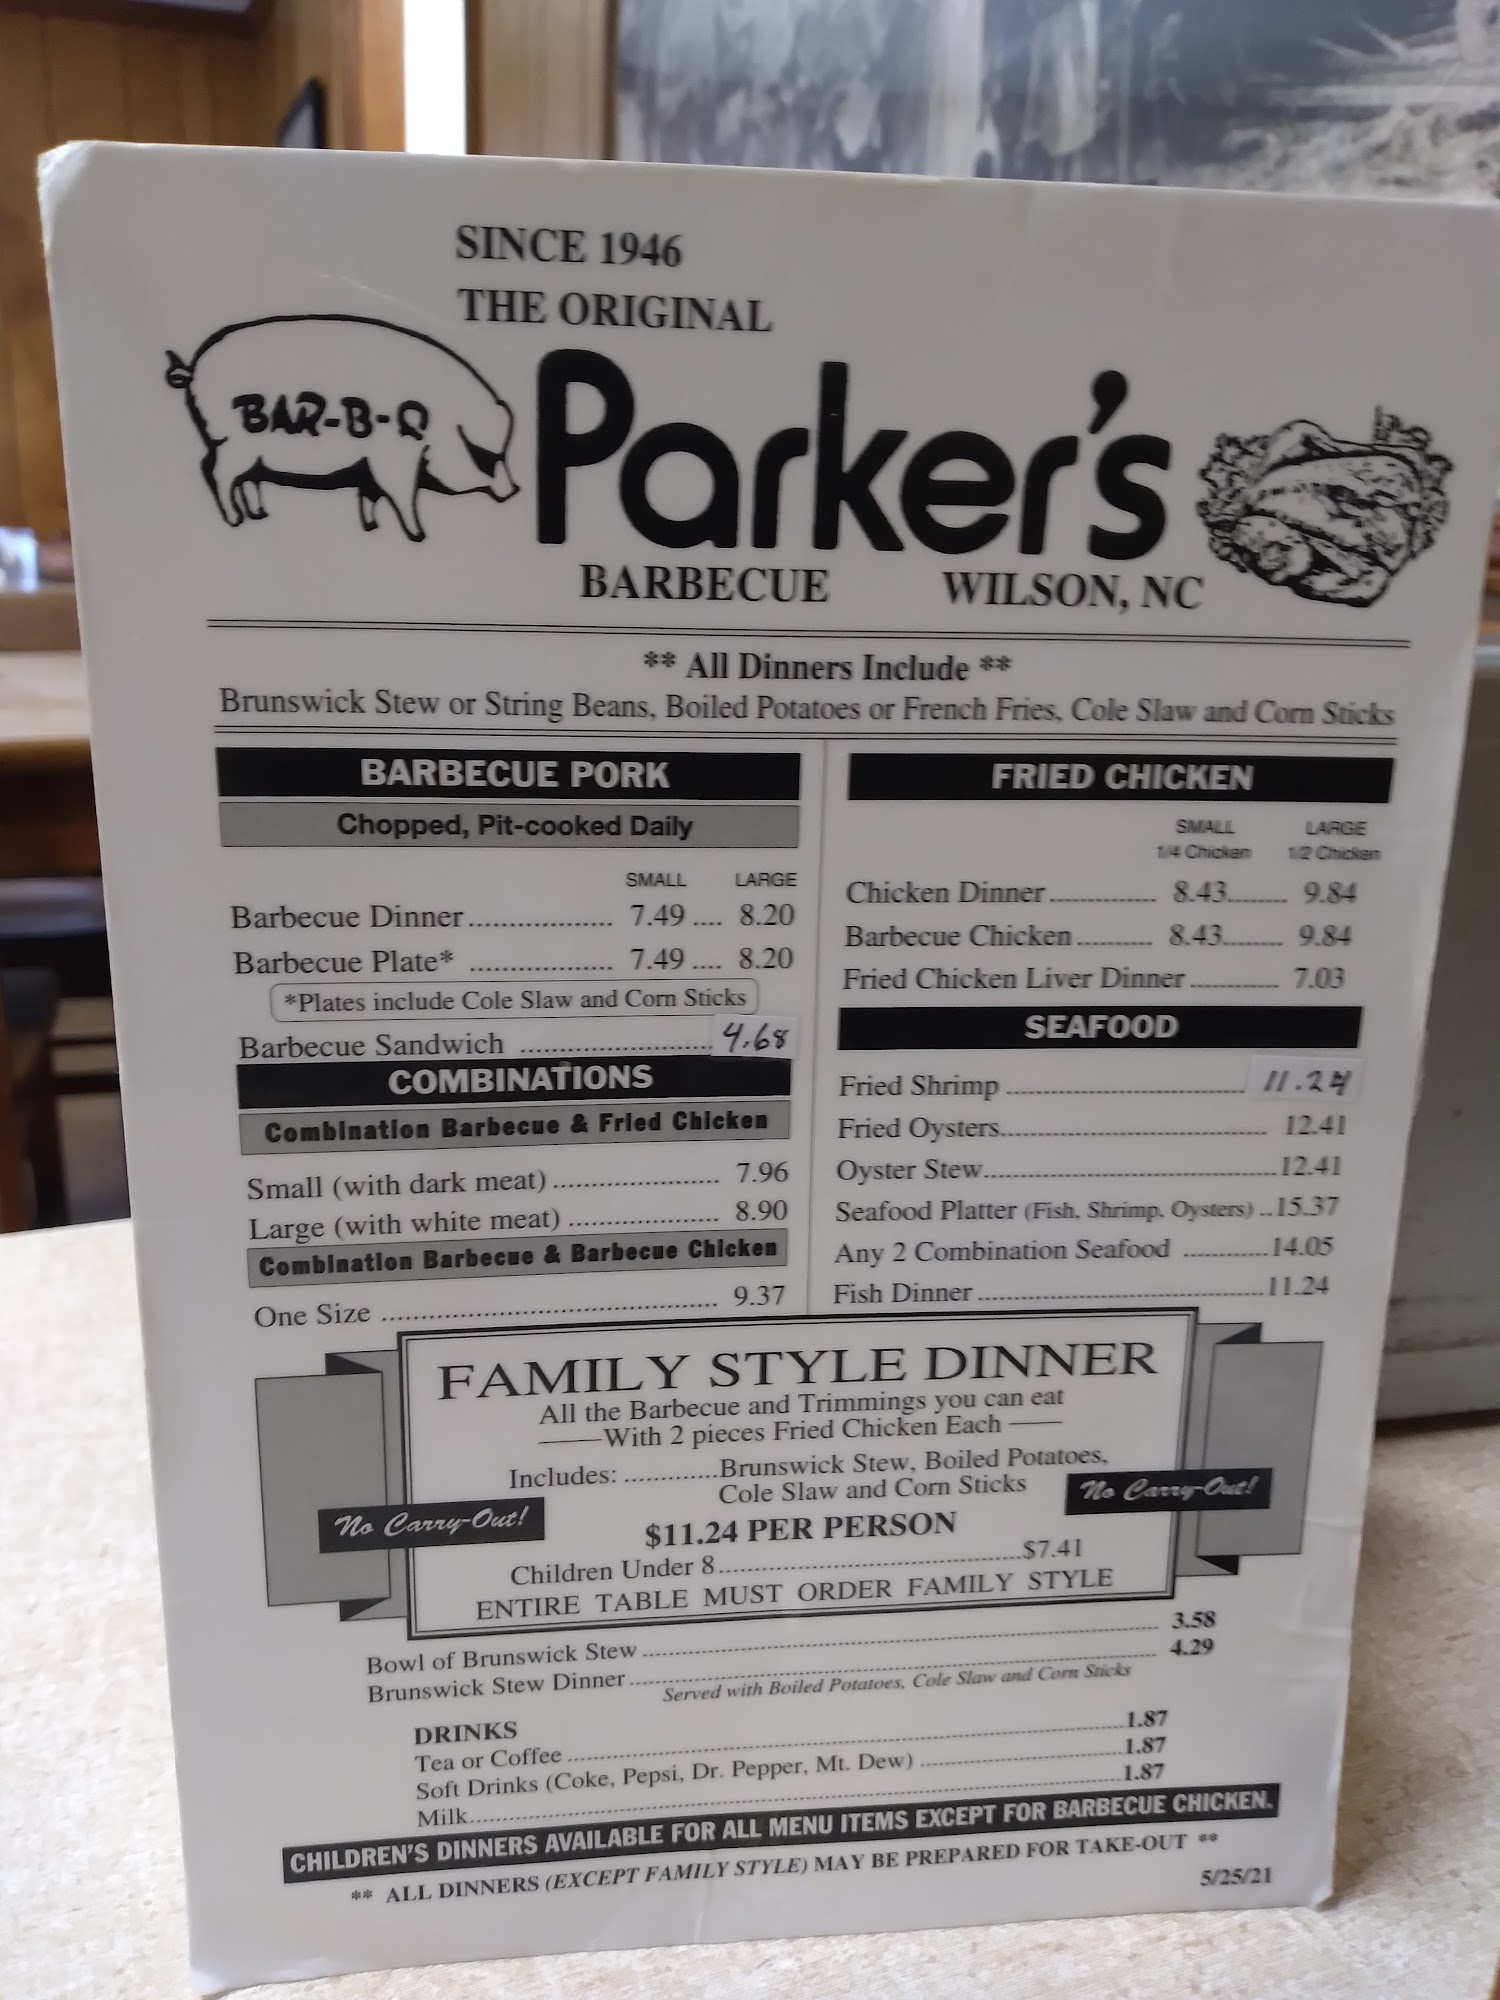 SINCE 1946
THE ORIGINAL
BAR-B-Q
Parker's
BARBECUE WILSON, NC
** All Dinners Include **
Brunswick Stew or String Beans, Boiled Potatoes or French Fries, Cole Slaw and Corn Sticks
BARBECUE PORK
Chopped, Pit-cooked Daily
SMALL LARGE
Barbecue Dinner.................. 7.49 .... 8.20
Barbecue Plate* .................. 7.49 .... 8.20
*Plates include Cole Slaw and Corn Sticks
Barbecue Sandwich ........................ 4.68
COMBINATIONS
Combination Barbecue & Fried Chicken
Small (with dark meat) ..................... 7.96
Large (with white meat) ................... 8.90
Combination Barbecue & Barbecue Chicken
One Size .......................................... 9.37
FRIED CHICKEN
SMALL LARGE
1/4 Chicken 1/2 Chicken
Chicken Dinner.............. 8.43........ 9.84
Barbecue Chicken.......... 8.43........ 9.84
Fried Chicken Liver Dinner............ 7.03
SEAFOOD
Fried Shrimp ................................ 11.24
Fried Oysters................................... 12.41
Oyster Stew.....................................12.41
Seafood Platter (Fish, Shrimp, Oysters) ..15.37
Any 2 Combination Seafood ............14.05
Fish Dinner.....................................11.24
FAMILY STYLE DINNER
All the Barbecue and Trimmings you can eat
With 2 pieces Fried Chicken Each
Includes: .............Brunswick Stew, Boiled Potatoes,
Cole Slaw and Corn Sticks
No Carry-Out!
No Carry-Out!
$11.24 PER PERSON
Children Under 8..........................................$7.41
ENTIRE TABLE MUST ORDER FAMILY STYLE
Bowl of Brunswick Stew ........................................ 3.58
Brunswick Stew Dinner ........................................ 4.29
Served with Boiled Potatoes, Cole Slaw and Corn Sticks
DRINKS
Tea or Coffee ........................................1.87
Soft Drinks (Coke, Pepsi, Dr. Pepper, Mt. Dew) ..............................1.87
Milk........................................1.87
CHILDREN'S DINNERS AVAILABLE FOR ALL MENU ITEMS EXCEPT FOR BARBECUE CHICKEN.
** ALL DINNERS (EXCEPT FAMILY STYLE) MAY BE PREPARED FOR TAKE-OUT **
5/25/21